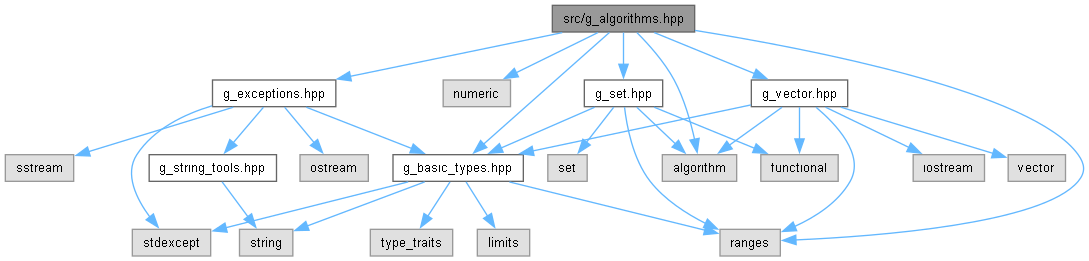 src/g_algorithms.hpp
g_exceptions.hpp
numeric
g_set.hpp
g_vector.hpp
sstream
g_string_tools.hpp
ostream
g_basic_types.hpp
set
algorithm
functional
iostream
vector
stdexcept
string
type_traits
limits
ranges